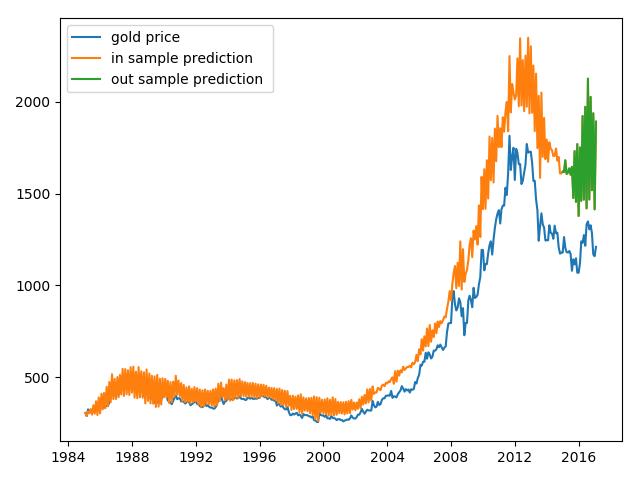 gold price
in sample prediction
out sample prediction
2000
1500
1000
500
1984 1988 1992 1996 2000 2004 2008 2012 2016